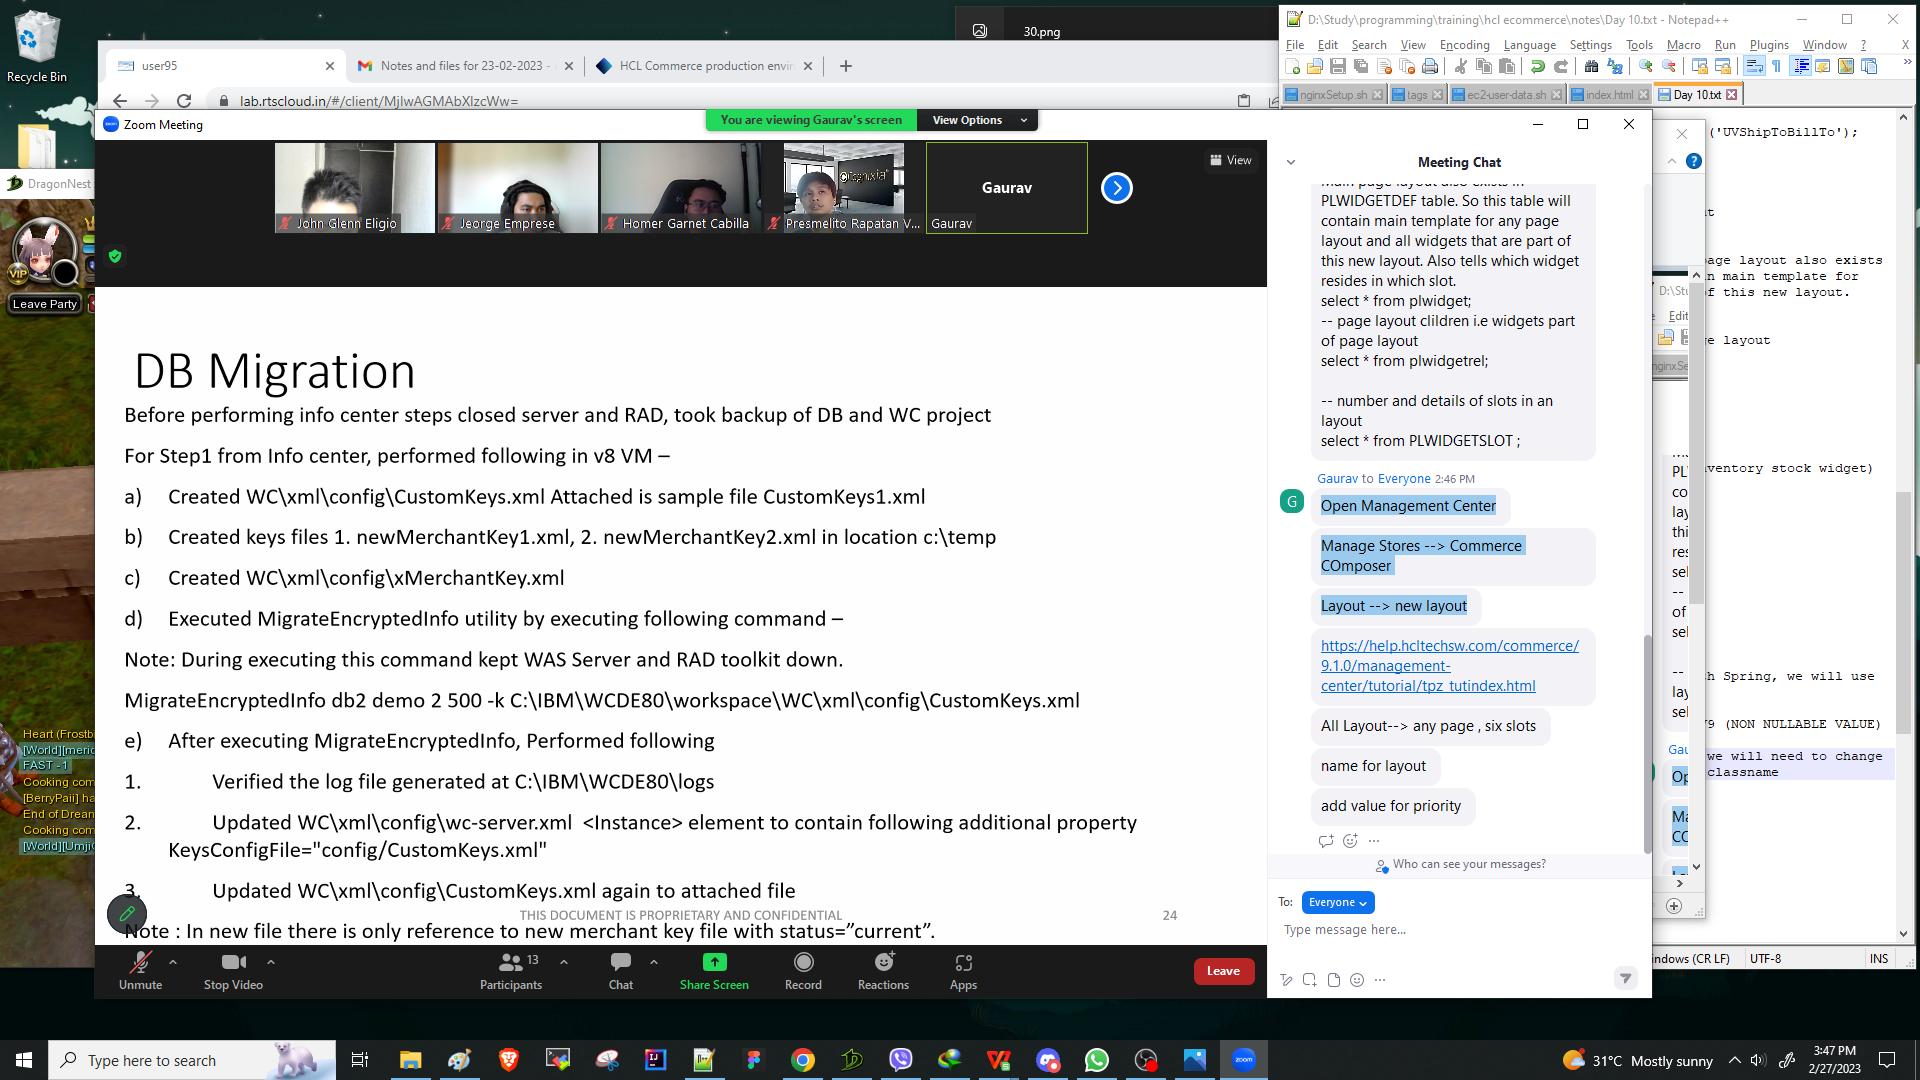 Recycle Bin
30.png
D:\Study\programming\training\hcl ecommerce\notes\Day 10.txt - Notepad++
File Edit Search View Encoding Language Settings Tools Macro Run Plugins Window ? X
user95
Notes and files for 23-02-2023 -
HCL Commerce production envir
lab.rtscloud.in/#/client/MjIwAGMAbXlzcWw=
nginxSetup.sh tags ec2-user-data.sh index.html Day 10.txt
Zoom Meeting
You are viewing Gaurav's screen View Options
View
John Glenn Eligio
Jeorge Emprese
Homer Garnet Cabilla
Presmelito Rapatan V...
Gaurav
Gaurav
DragonNest
VIP
Leave Party
DB Migration
Before performing info center steps closed server and RAD, took backup of DB and WC project
For Step1 from Info center, performed following in v8 VM –
a) Created WC\xml\config\CustomKeys.xml Attached is sample file CustomKeys1.xml
b) Created keys files 1. newMerchantKey1.xml, 2. newMerchantKey2.xml in location c:\temp
c) Created WC\xml\config\xMerchantKey.xml
d) Executed MigrateEncryptedInfo utility by executing following command –
Note: During executing this command kept WAS Server and RAD toolkit down.
MigrateEncryptedInfo db2 demo 2 500 -k C:\IBM\WCDE80\workspace\WC\xml\config\CustomKeys.xml
e) After executing MigrateEncryptedInfo, Performed following
1. Verified the log file generated at C:\IBM\WCDE80\logs
2. Updated WC\xml\config\wc-server.xml <Instance> element to contain following additional property
KeysConfigFile="config/CustomKeys.xml"
3. Updated WC\xml\config\CustomKeys.xml again to attached file
THIS DOCUMENT IS PROPRIETARY AND CONFIDENTIAL
24
Note : In new file there is only reference to new merchant key file with status=”current”.
Heart (Frostbi
[World][meric
FAST -1
Cooking com
[BerryPaii] ha
End of Dream
Cooking com
[World][UmjiC
Unmute
Stop Video
13
Participants
Chat
Share Screen
Record
Reactions
Apps
Leave
Meeting Chat
Main page layout also exists in
PLWIDGETDEF table. So this table will
contain main template for any page
layout and all widgets that are part of
this new layout. Also tells which widget
resides in which slot.
select * from plwidget;
-- page layout clildren i.e widgets part
of page layout
select * from plwidgetrel;
-- number and details of slots in an
layout
select * from PLWIDGETSLOT ;
Gaurav to Everyone 2:46 PM
G
Open Management Center
Manage Stores --> Commerce
COmposer
Layout --> new layout
https://help.hcltechsw.com/commerce/
9.1.0/management-
center/tutorial/tpz_tutindex.html
All Layout--> any page , six slots
name for layout
add value for priority
Who can see your messages?
To: Everyone
Type message here...
('UVShipToBillTo');
page layout also exists
n main template for
f this new layout.
D:\Stu
Edit
ge layout
nginxSe
ventory stock widget)
PL
co
lay
thi
res
sel
--
of
sel
h Spring, we will use
--
lay
sel
79 (NON NULLABLE VALUE)
Gau
we will need to change
classname
Op
Ma
CO
ndows (CR LF) UTF-8 INS
Type here to search
31°C Mostly sunny
3:47 PM
2/27/2023
zoom